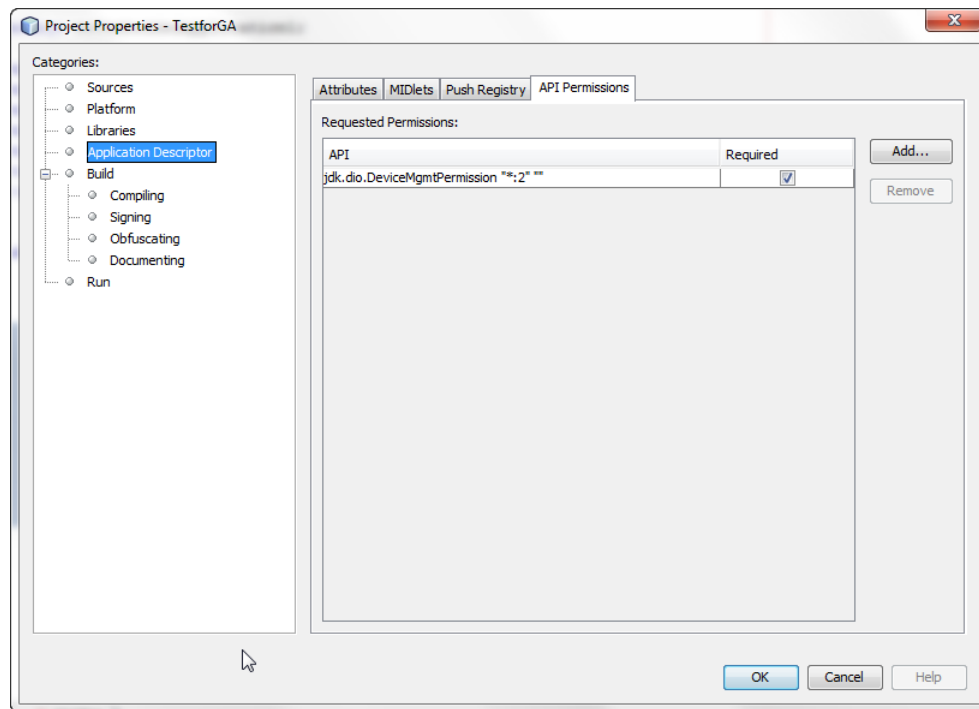 Project Properties - TestforGA
Categories:
Sources
Platform
Libraries
Application Descriptor
Build
Compiling
Signing
Obfuscating
Documenting
Run
Attributes MIDlets Push Registry API Permissions
Requested Permissions:
API Required
jdk.dio.DeviceMgmtPermission "*:2" ""
Add...
Remove
OK Cancel Help